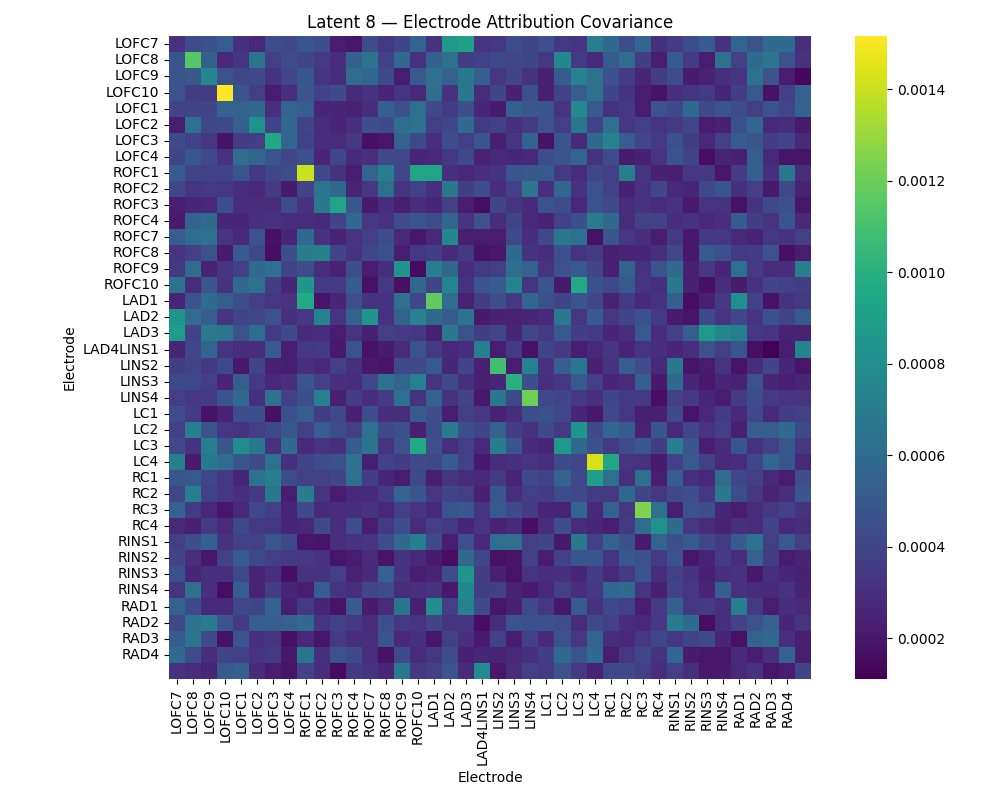 Latent 8 — Electrode Attribution Covariance
LOFC7
LOFC8
LOFC9
LOFC10
LOFC1
LOFC2
LOFC3
LOFC4
ROFC1
ROFC2
ROFC3
ROFC4
ROFC7
ROFC8
ROFC9
ROFC10
LAD1
LAD2
LAD3
LAD4LINS1
LINS2
LINS3
LINS4
LC1
LC2
LC3
LC4
RC1
RC2
RC3
RC4
RINS1
RINS2
RINS3
RINS4
RAD1
RAD2
RAD3
RAD4
Electrode
LOFC7
LOFC8
LOFC9
LOFC10
LOFC1
LOFC2
LOFC3
LOFC4
ROFC1
ROFC2
ROFC3
ROFC4
ROFC7
ROFC8
ROFC9
ROFC10
LAD1
LAD2
LAD3
LAD4LINS1
LINS2
LINS3
LINS4
LC1
LC2
LC3
LC4
RC1
RC2
RC3
RC4
RINS1
RINS2
RINS3
RINS4
RAD1
RAD2
RAD3
RAD4
Electrode
0.0014
0.0012
0.0010
0.0008
0.0006
0.0004
0.0002